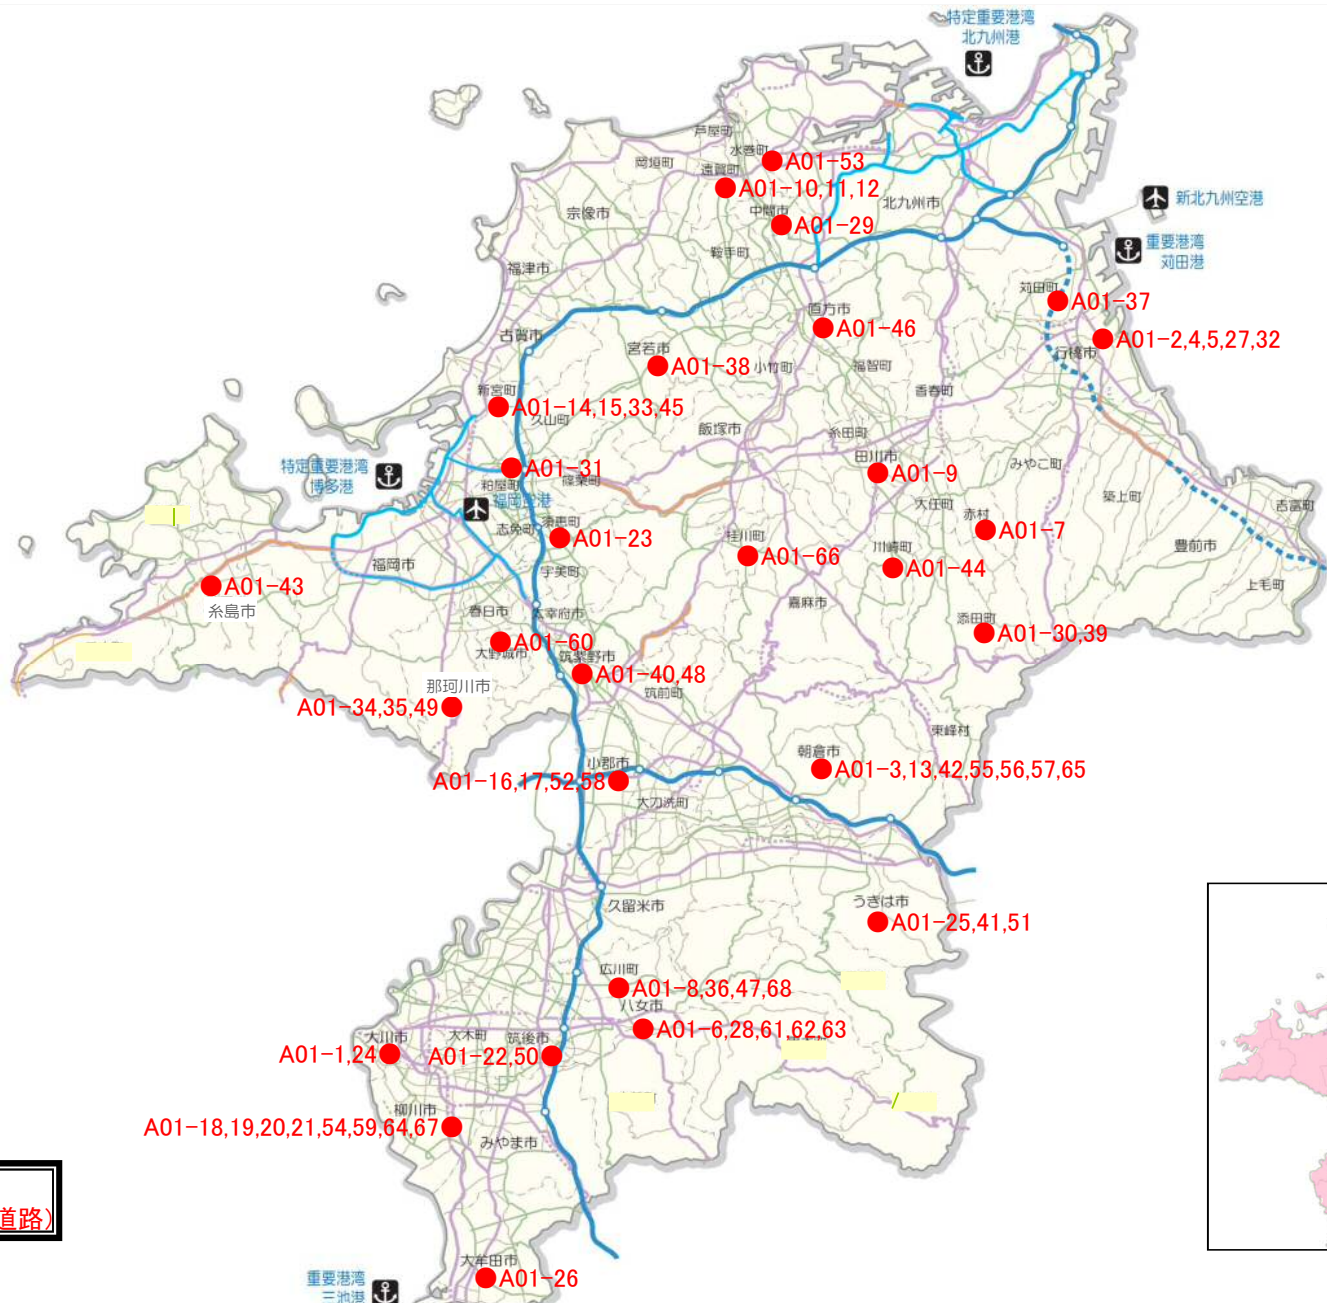 特定重要港湾
北九州港
芦屋町
水巻町
岡垣町
A01-53
遠賀町
A01-10,11,12
新北九州空港
北九州市
宗像市
中間市
A01-29
重要港湾
苅田港
鞍手町
福津市
苅田町
A01-37
直方市
A01-46
古賀市
A01-2,4,5,27,32
行橋市
宮若市
A01-38
小竹町
福智町
香春町
新宮町
A01-14,15,33,45
久山町
飯塚市
糸田町
田川市
A01-9
みやこ町
特定重要港湾
博多港
A01-31
粕屋町
篠栗町
福岡空港
大任町
築上町
吉富町
赤村
A01-7
志免町
須恵町
A01-23
桂川町
A01-66
川崎町
A01-44
豊前市
福岡市
宇美町
上毛町
A01-43
糸島市
春日市
太宰府市
嘉麻市
添田町
A01-30,39
A01-60
大野城市
筑紫野市
A01-40,48
那珂川市
A01-34,35,49
筑前町
東峰村
朝倉市
A01-3,13,42,55,56,57,65
小郡市
A01-16,17,52,58
大刀洗町
久留米市
うきは市
A01-25,41,51
広川町
A01-8,36,47,68
八女市
A01-6,28,61,62,63
大川市
A01-1,24
大木町
筑後市
A01-22,50
柳川市
A01-18,19,20,21,54,59,64,67
みやま市
道路)
大牟田市
A01-26
重要港湾
三池港